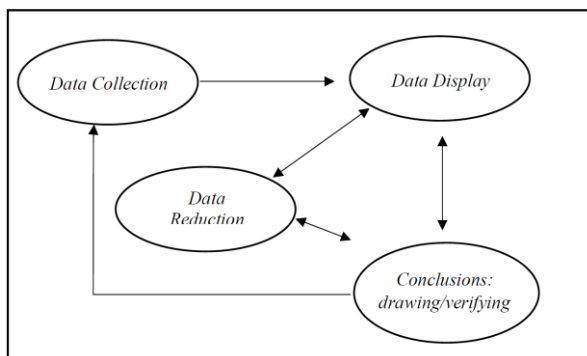 Data Collection
Data Display
Data
Reduction
Conclusions:
drawing/verifying